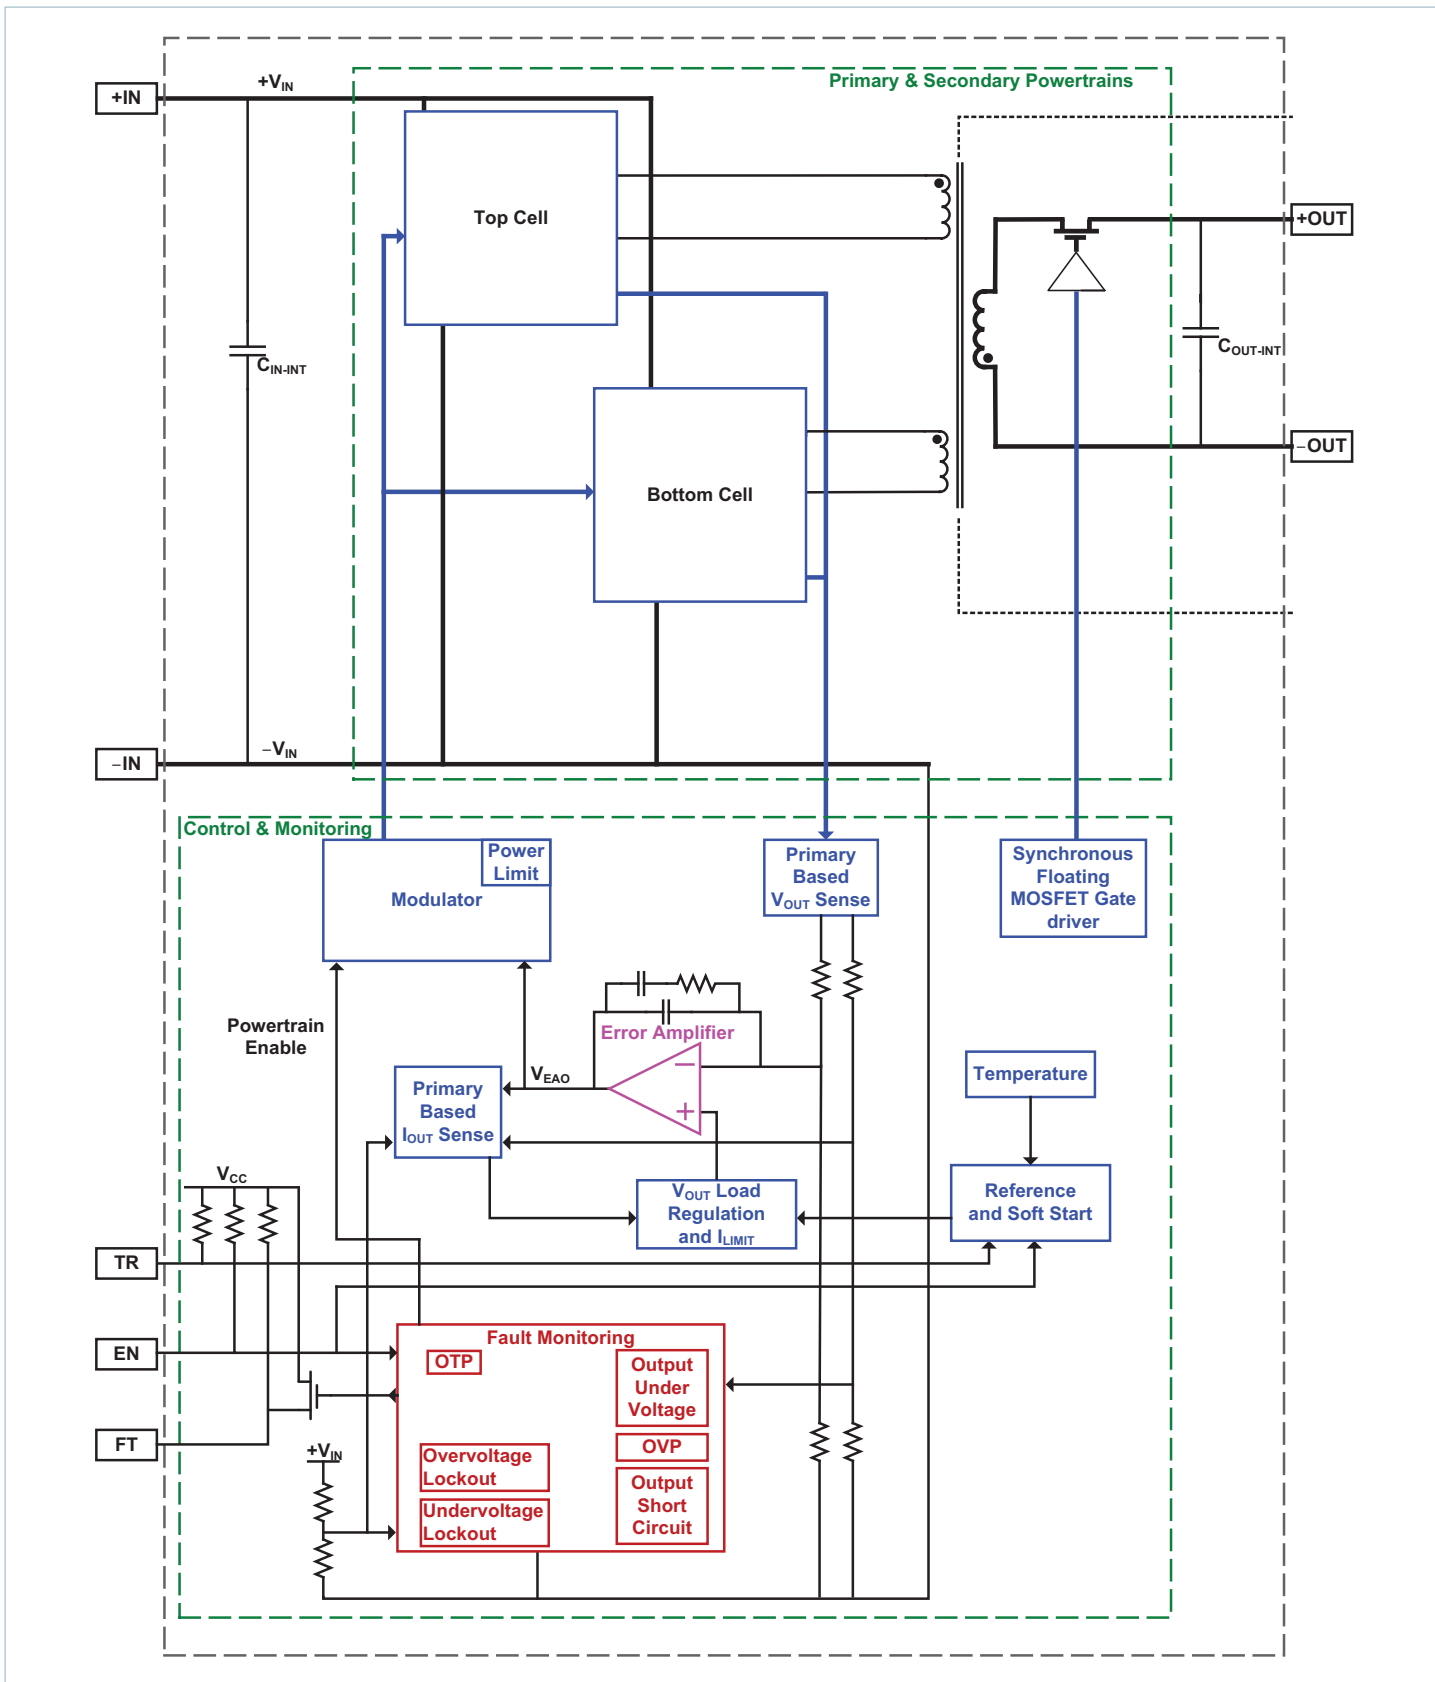 Primary & Secondary Powertrains
+IN
+VIN
Top Cell
+OUT
CIN-INT
COUT-INT
−OUT
Bottom Cell
−IN
−VIN
Control & Monitoring
Power
Limit
Modulator
Primary
Based
VOUT Sense
Synchronous
Floating
MOSFET Gate
driver
Powertrain
Enable
Error Amplifier
VEAO
−
+
Primary
Based
IOUT Sense
Temperature
VCC
VOUT Load
Regulation
and ILIMIT
Reference
and Soft Start
TR
EN
FT
Fault Monitoring
OTP
Output
Under
Voltage
OVP
+VIN
Overvoltage
Lockout
Undervoltage
Lockout
Output
Short
Circuit